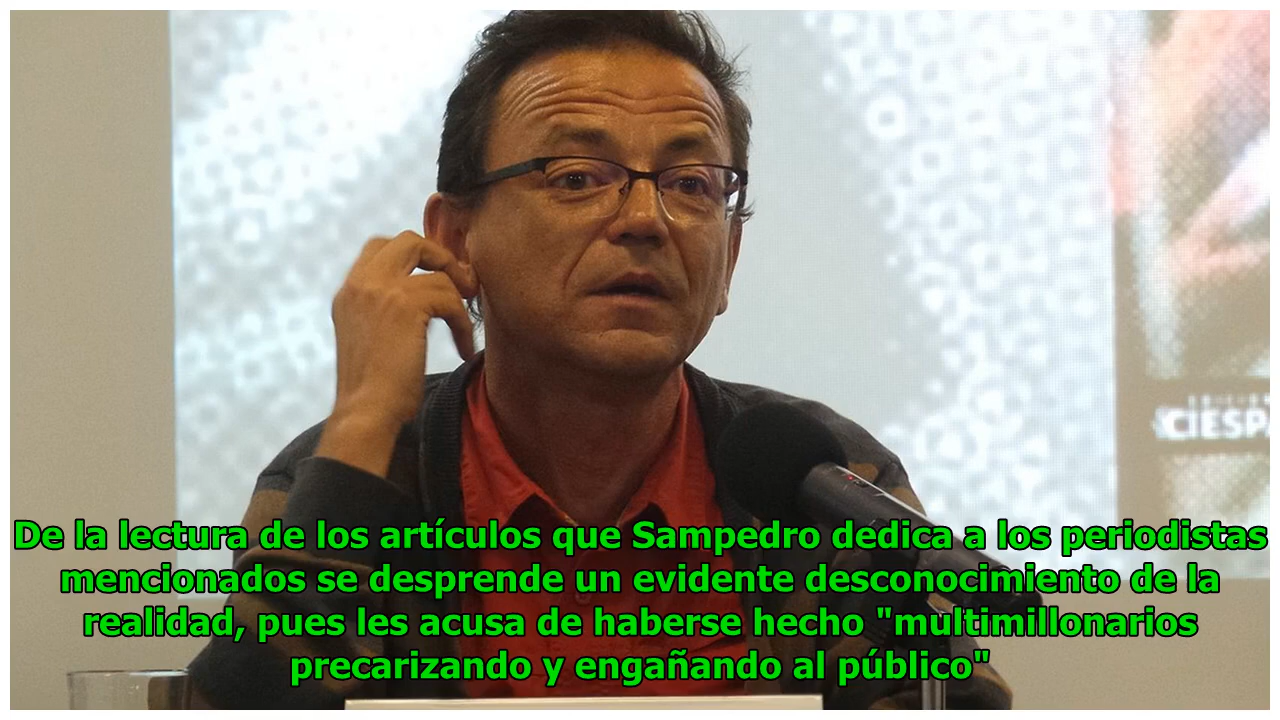 CIESPA
De la lectura de los artículos que Sampedro dedica a los periodistas
mencionados se desprende un evidente desconocimiento de la
realidad, pues les acusa de haberse hecho "multimillonarios
precarizando y engañando al público"